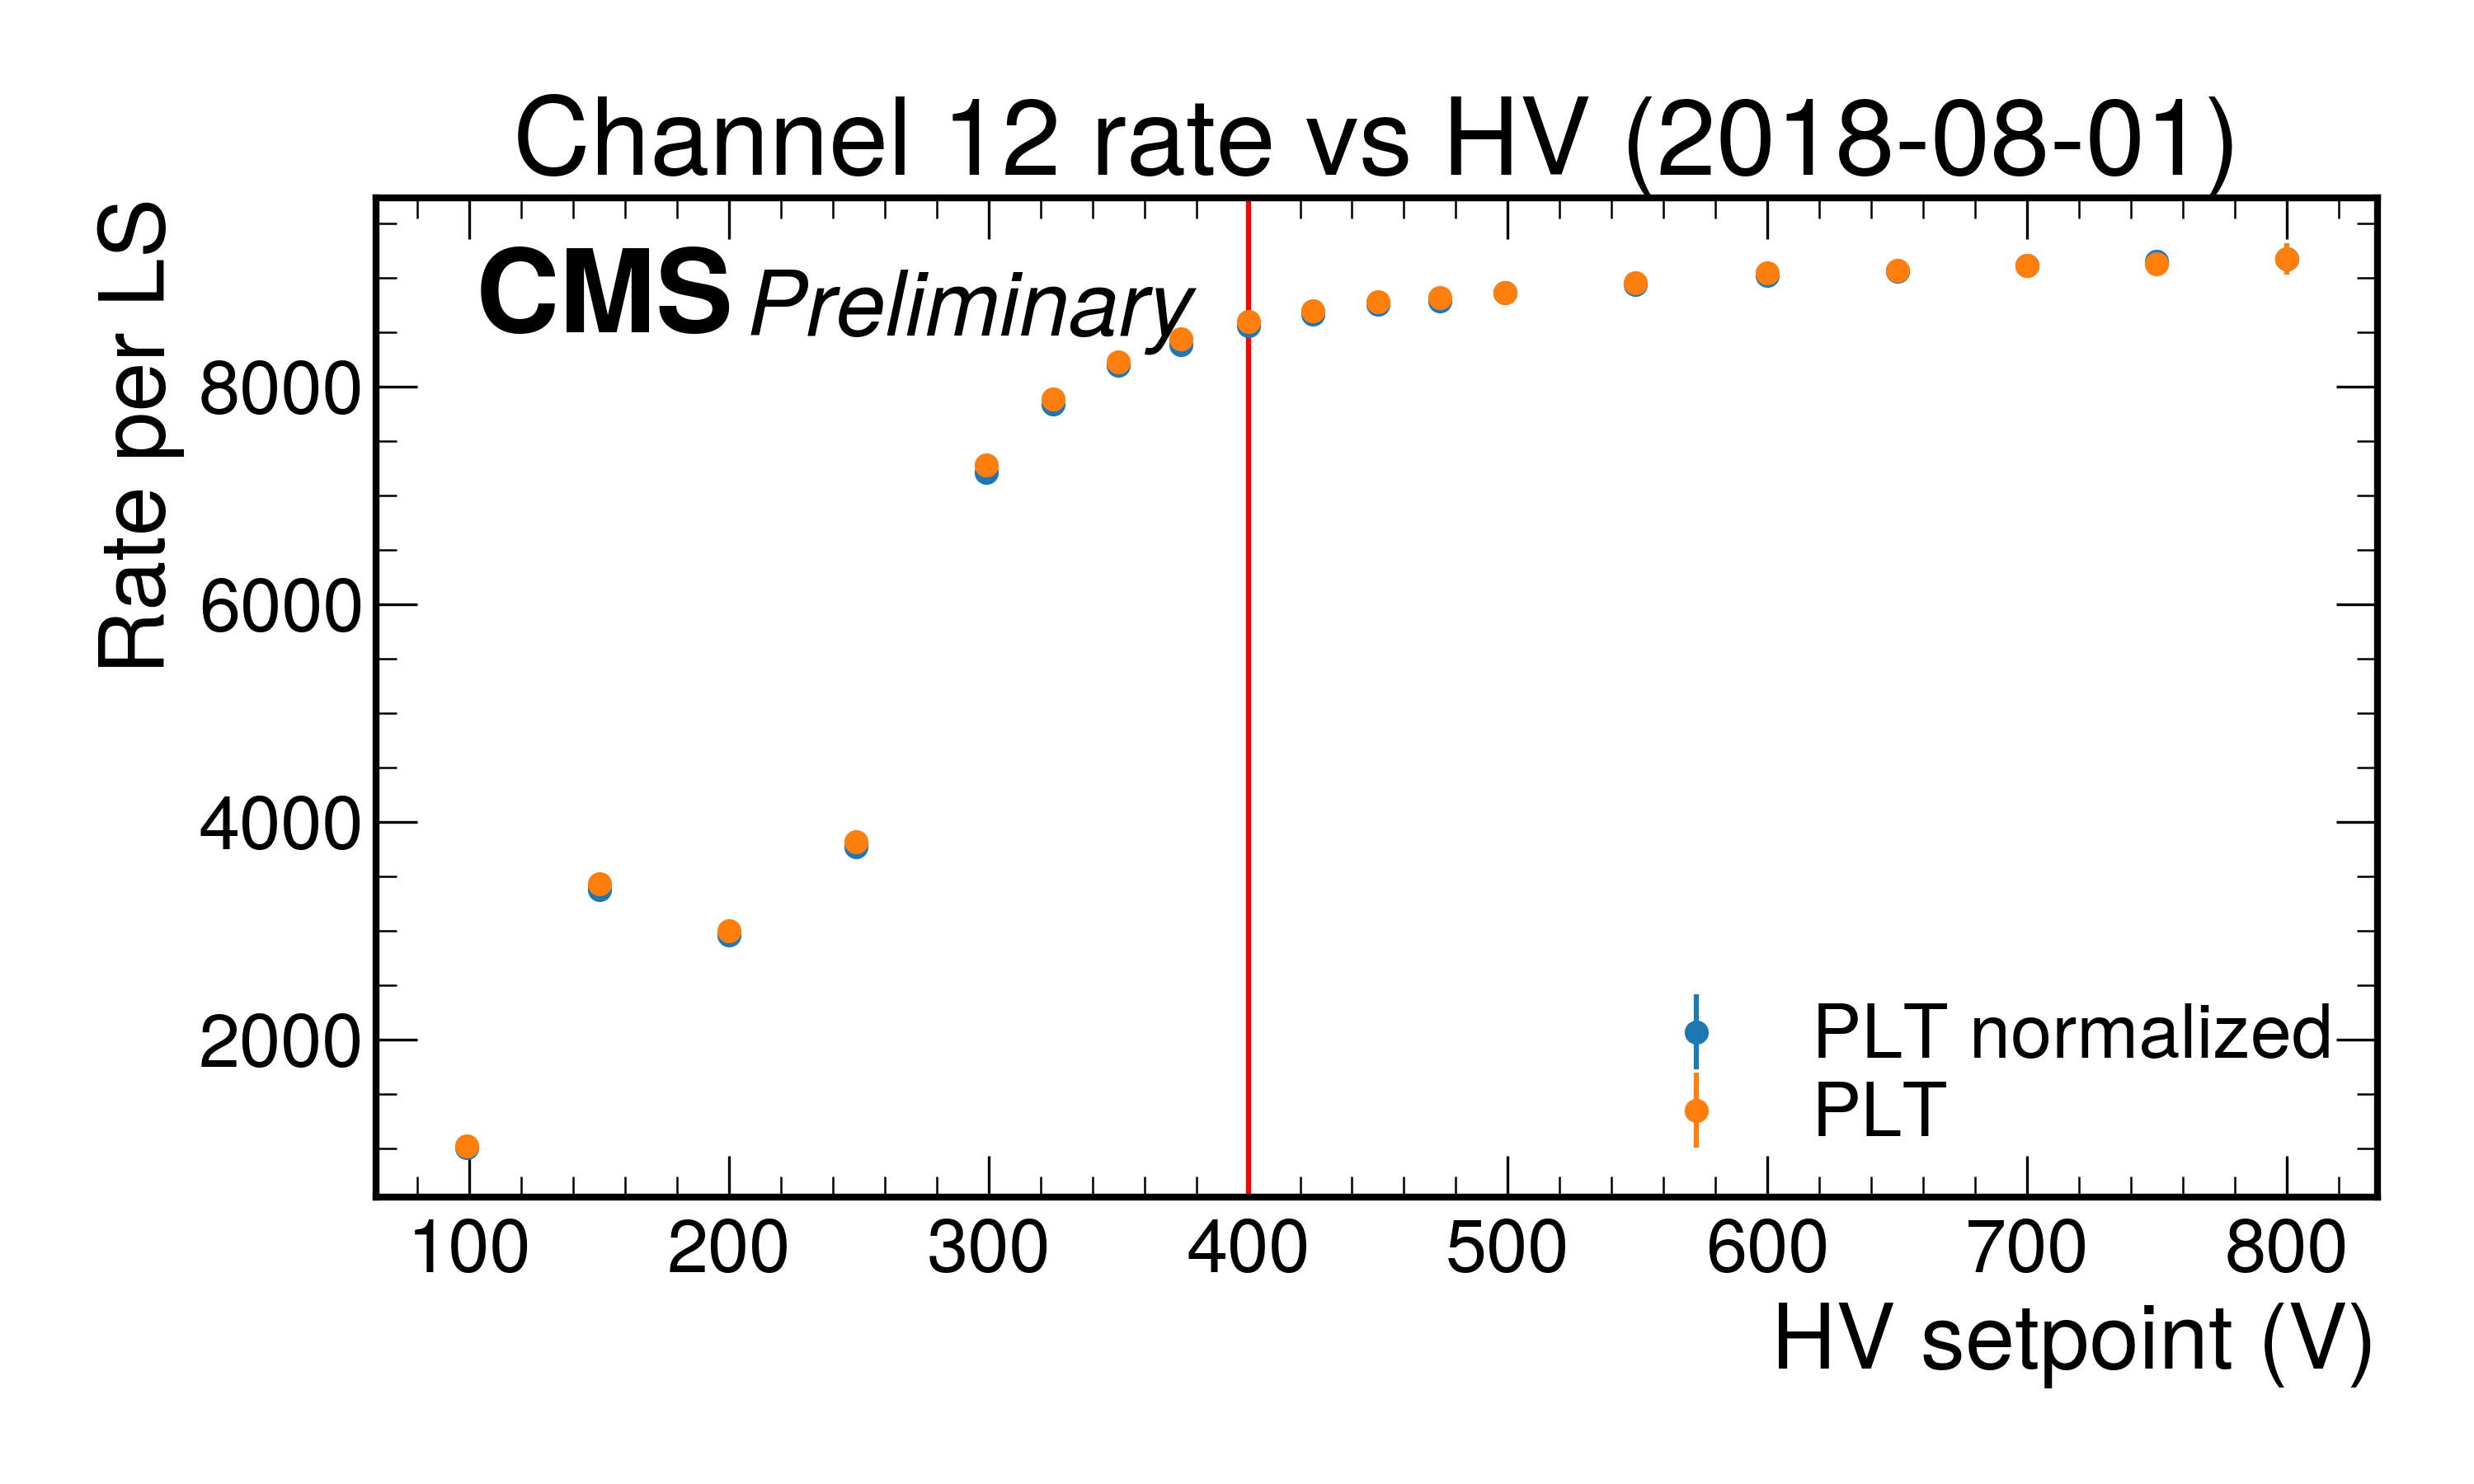 Channel 12 rate vs HV (2018-08-01)
CMS Preliminary
Rate per LS
8000
6000
4000
2000
PLT normalized
PLT
100 200 300 400 500 600 700 800
HV setpoint (V)